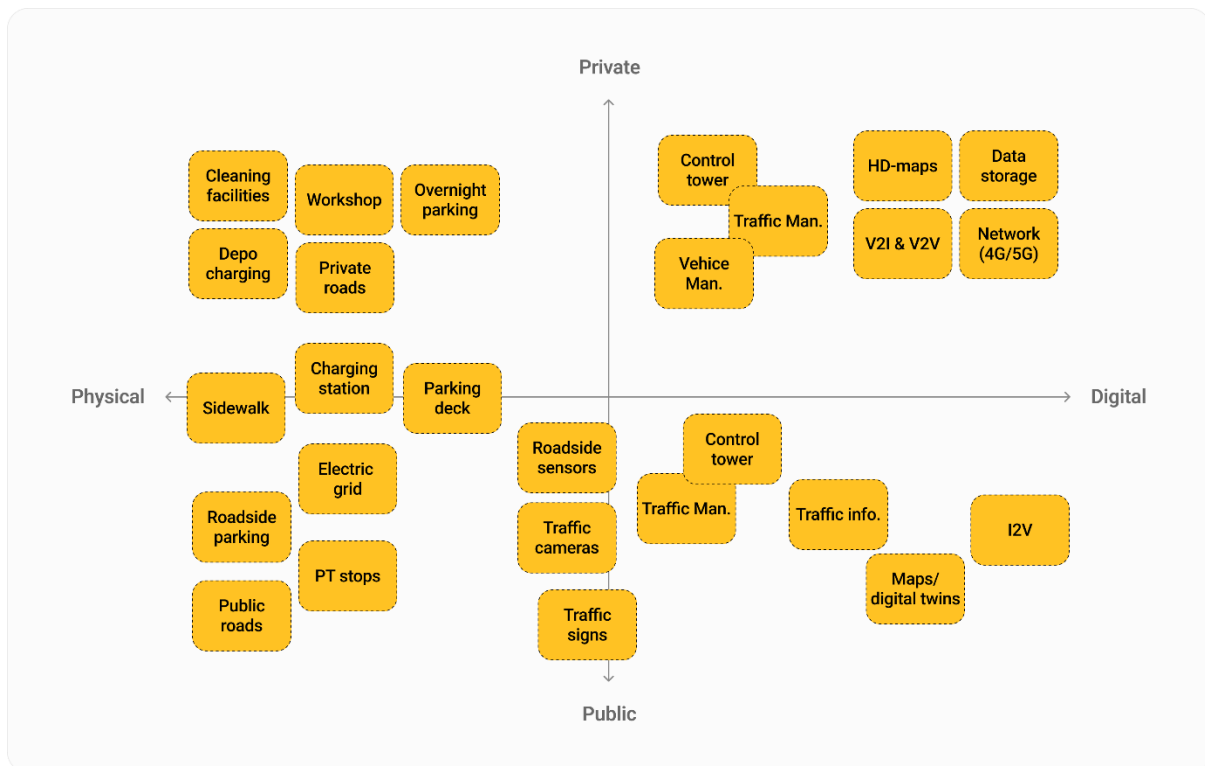 Private
Cleaning
facilities
Workshop
Overnight
parking
Depo
charging
Private
roads
Control
tower
Traffic Man.
Vehice
Man.
HD-maps
Data
storage
V2I & V2V
Network
(4G/5G)
Physical
Sidewalk
Charging
station
Parking
deck
Digital
Electric
grid
Roadside
parking
PT stops
Public
roads
Roadside
sensors
Traffic
cameras
Traffic
signs
Control
tower
Traffic Man.
Traffic info.
I2V
Maps/
digital twins
Public